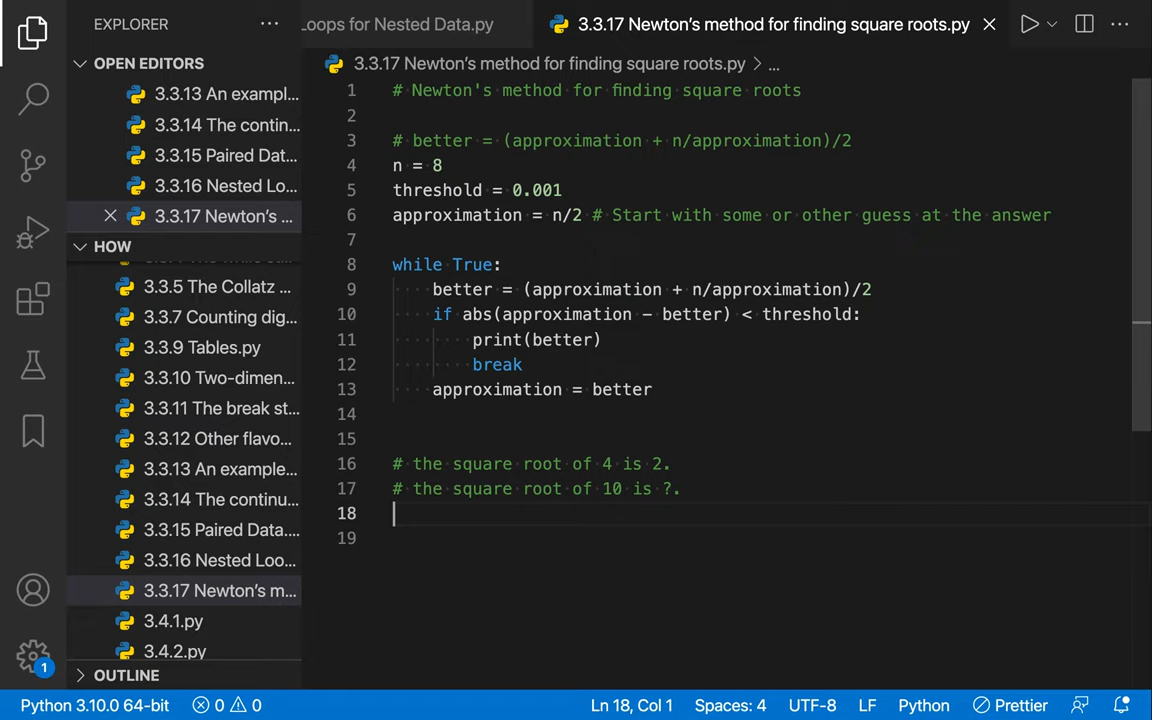 EXPLORER
Loops for Nested Data.py
3.3.17 Newton’s method for finding square roots.py
OPEN EDITORS
3.3.13 An exampl...
3.3.14 The contin...
3.3.15 Paired Dat...
3.3.16 Nested Lo...
3.3.17 Newton’s ...
HOW
3.3.5 The Collatz ...
3.3.7 Counting dig...
3.3.9 Tables.py
3.3.10 Two-dimen...
3.3.11 The break st...
3.3.12 Other flavo...
3.3.13 An example...
3.3.14 The continu...
3.3.15 Paired Data....
3.3.16 Nested Loo...
3.3.17 Newton’s m...
3.4.1.py
3.4.2.py
OUTLINE
3.3.17 Newton’s method for finding square roots.py > ...
1 # Newton's method for finding square roots
2
3 # better = (approximation + n/approximation)/2
4 n = 8
5 threshold = 0.001
6 approximation = n/2 # Start with some or other guess at the answer
7
8 while True:
9 better = (approximation + n/approximation)/2
10 if abs(approximation - better) < threshold:
11 print(better)
12 break
13 approximation = better
14
15
16 # the square root of 4 is 2.
17 # the square root of 10 is ?.
18
19
1
Python 3.10.0 64-bit 0 0 Ln 18, Col 1 Spaces: 4 UTF-8 LF Python Prettier